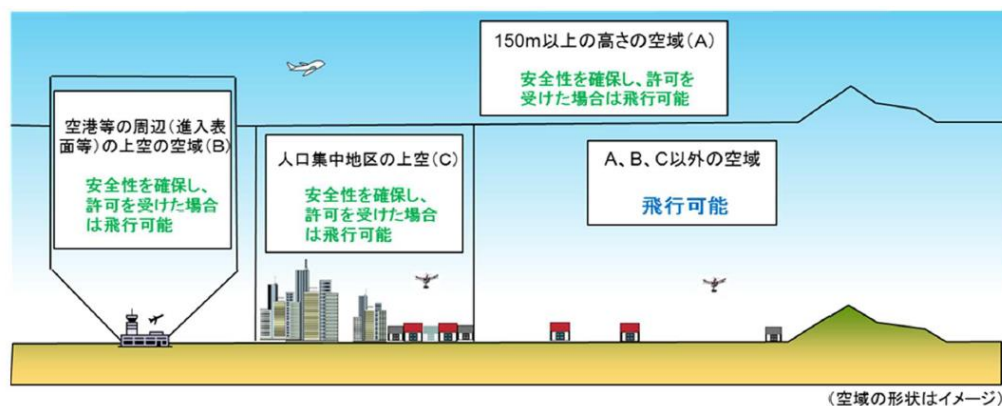 150m以上の高さの空域(A)
安全性を確保し、許可を
受けた場合は飛行可能
空港等の周辺(進入表
面等)の上空の空域(B)
安全性を確保し、
許可を受けた場合
は飛行可能
人口集中地区の上空(C)
安全性を確保し、
許可を受けた場合
は飛行可能
A、B、C以外の空域
飛行可能
(空域の形状はイメージ)